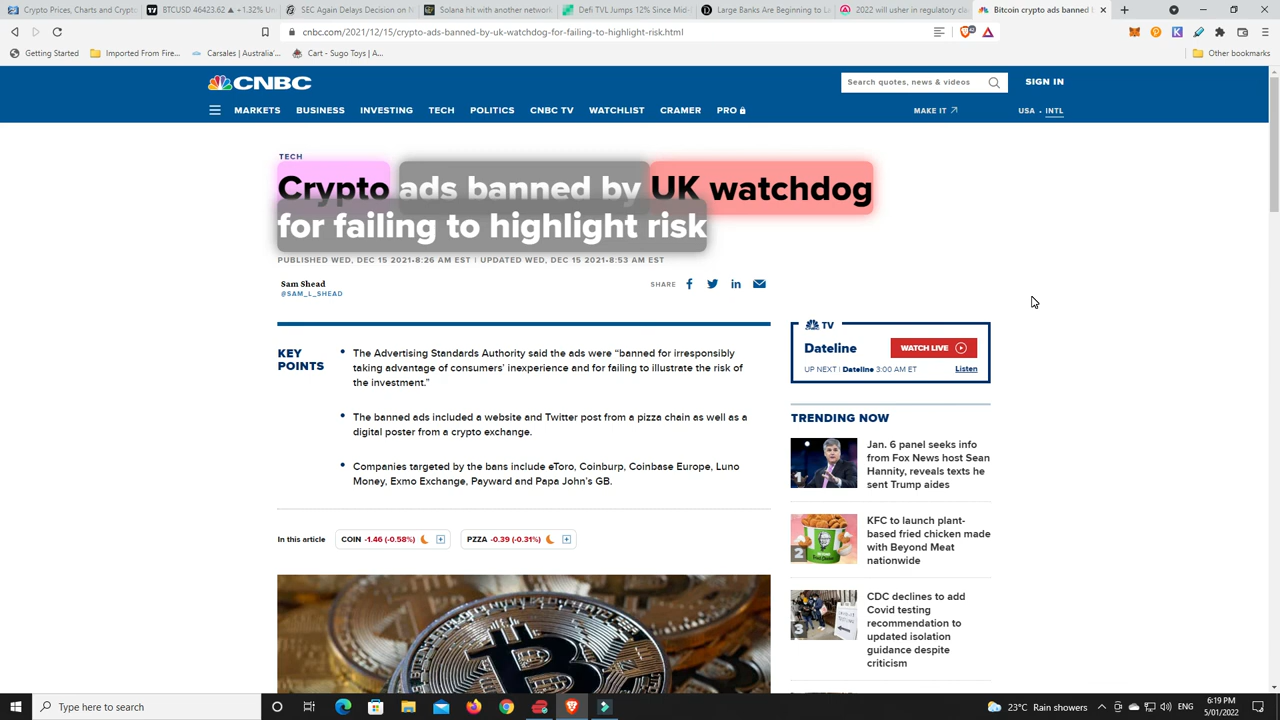 Crypto Prices, Charts and Crypto
BTCUSD 46423.62 ▲ +1.32% Un
SEC Again Delays Decision on N
Solana hit with another network
Defi TVL Jumps 12% Since Mid-
Large Banks Are Buying to L
2022 will usher in regulatory cla
Bitcoin crypto ads banned b
cnbc.com/2021/12/15/crypto-ads-banned-by-uk-watchdog-for-failing-to-highlight-risk.html
Getting Started
Imported From Fire...
Carsales | Australia'...
Cart - Sugo Toys | A...
Other bookmarks
CNBC
Search quotes, news & videos
SIGN IN
MARKETS BUSINESS INVESTING TECH POLITICS CNBC TV WATCHLIST CRAMER PRO
MAKE IT
USA • INTL
TECH
Crypto ads banned by UK watchdog
for failing to highlight risk
PUBLISHED WED, DEC 15 2021•8:26 AM EST | UPDATED WED, DEC 15 2021•8:53 AM EST
Sam Shead
@SAM_L_SHEAD
SHARE
KEY
POINTS
• The Advertising Standards Authority said the ads were “banned for irresponsibly
taking advantage of consumers’ inexperience and for failing to illustrate the risk of
the investment.”
• The banned ads included a website and Twitter post from a pizza chain as well as a
digital poster from a crypto exchange.
• Companies targeted by the bans include eToro, Coinburp, Coinbase Europe, Luno
Money, Exmo Exchange, Payward and Papa John’s GB.
In this article
COIN -1.46 (-0.58%)
PZZA -0.39 (-0.31%)
TV
Dateline
WATCH LIVE
UP NEXT | Dateline 3:00 AM ET
Listen
TRENDING NOW
1
Jan. 6 panel seeks info
from Fox News host Sean
Hannity, reveals texts he
sent Trump aides
2
KFC to launch plant-
based fried chicken made
with Beyond Meat
nationwide
3
CDC declines to add
Covid testing
recommendation to
updated isolation
guidance despite
criticism
Type here to search
23°C Rain showers
6:19 PM
5/01/2022